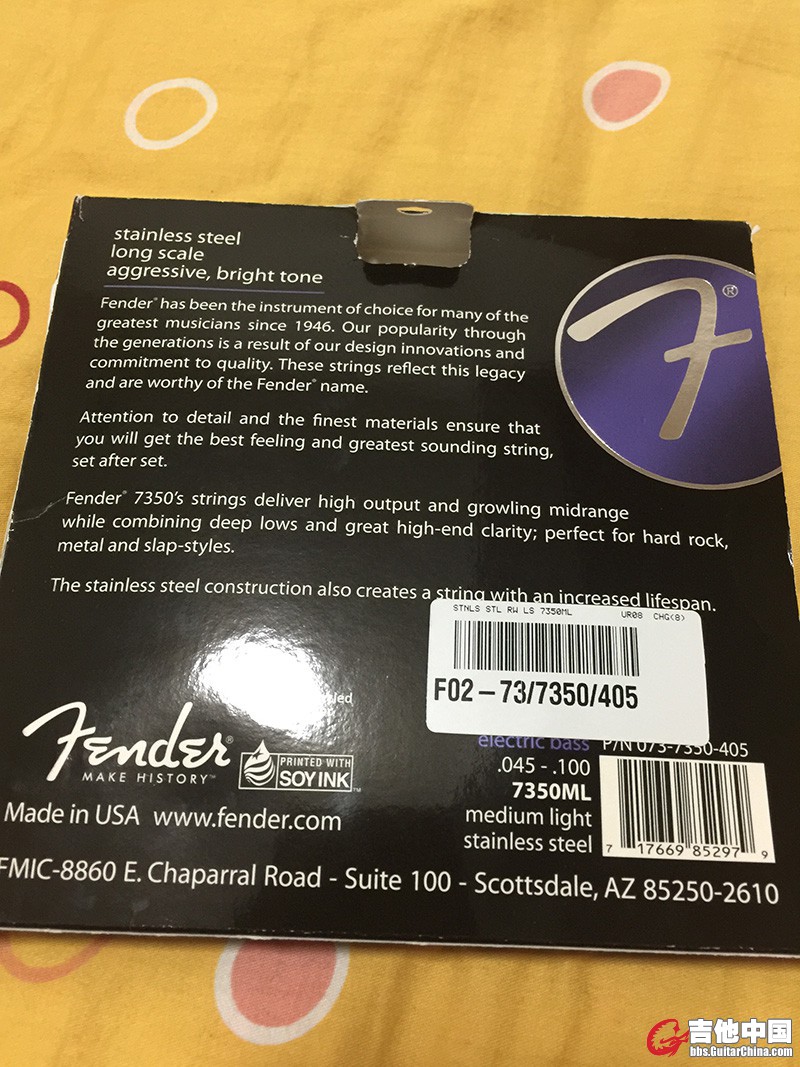 stainless steel
long scale
aggressive, bright tone
Fender® has been the instrument of choice for many of the
greatest musicians since 1946. Our popularity through
the generations is a result of our design innovations and
commitment to quality. These strings reflect this legacy
and are worthy of the Fender® name.
Attention to detail and the finest materials ensure that
you will get the best feeling and greatest sounding string,
set after set.
Fender® 7350's strings deliver high output and growling midrange
while combining deep lows and great high-end clarity; perfect for hard rock,
metal and slap-styles.
The stainless steel construction also creates a string with an increased lifespan.
F ®
STNLS STL RW LS 7350ML UR08 CHG(8)
F02-73/7350/405
Fender®
MAKE HISTORY™
PRINTED WITH
SOY INK™
electric bass P/N 073-7350-405
.045 - .100
7350ML
medium light
stainless steel
7 17669 85297 9
Made in USA www.fender.com
FMIC-8860 E. Chaparral Road - Suite 100 - Scottsdale, AZ 85250-2610
吉他中国
bbs.GuitarChina.com